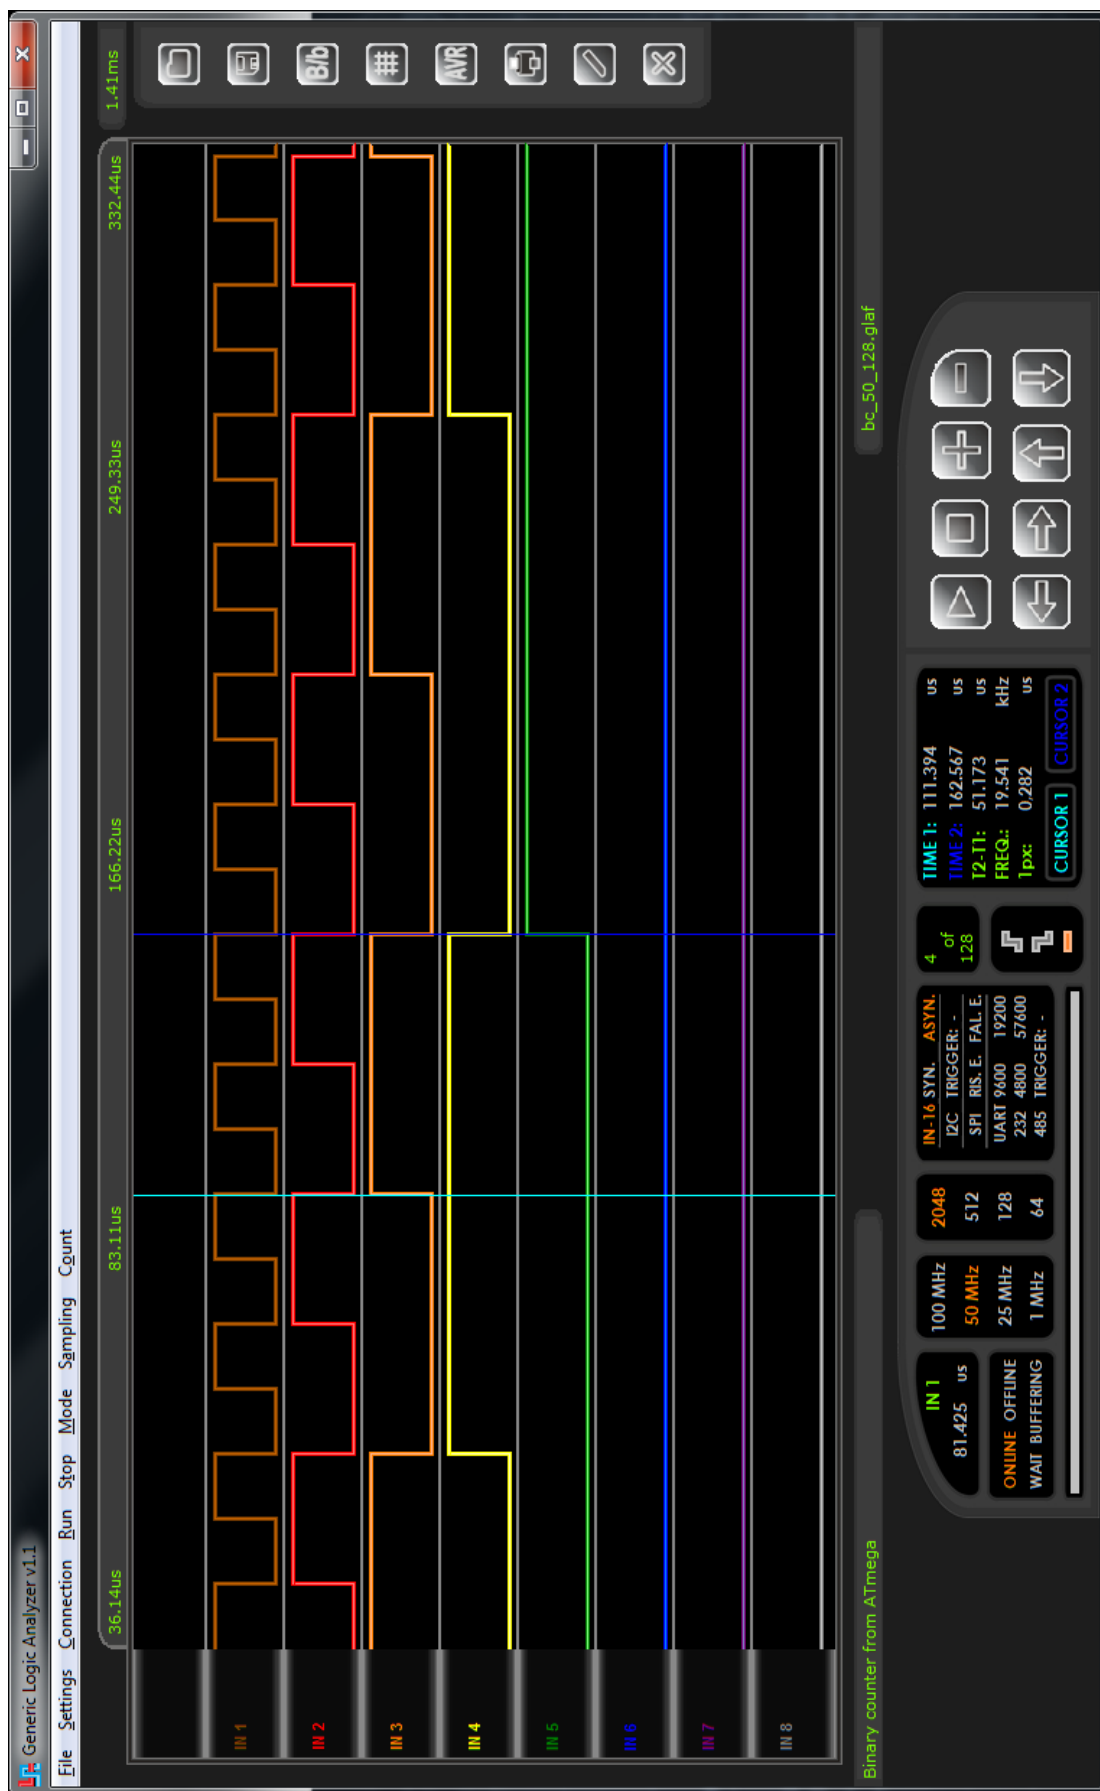 Generic Logic Analyzer v1.1
File Settings Connection Run Stop Mode Sampling Count
36.14us 83.11us 166.22us 249.33us 332.44us 1.41ms
B/b
AVR
IN 1
IN 2
IN 3
IN 4
IN 5
IN 6
IN 7
IN 8
Binary counter from ATmega
bc_50_128.glaf
IN 1
81.425 us
ONLINE OFFLINE
WAIT BUFFERING
100 MHz
50 MHz
25 MHz
1 MHz
2048
512
128
64
IN-16 SYN. ASYN.
I2C TRIGGER: -
SPI RIS. E. FAL. E.
UART 9600 19200
232 4800 57600
485 TRIGGER: -
4
of
128
TIME 1: 111.394 us
TIME 2: 162.567 us
T2-T1: 51.173 us
FREQ.: 19.541 kHz
1px: 0,282 us
CURSOR 1 CURSOR 2